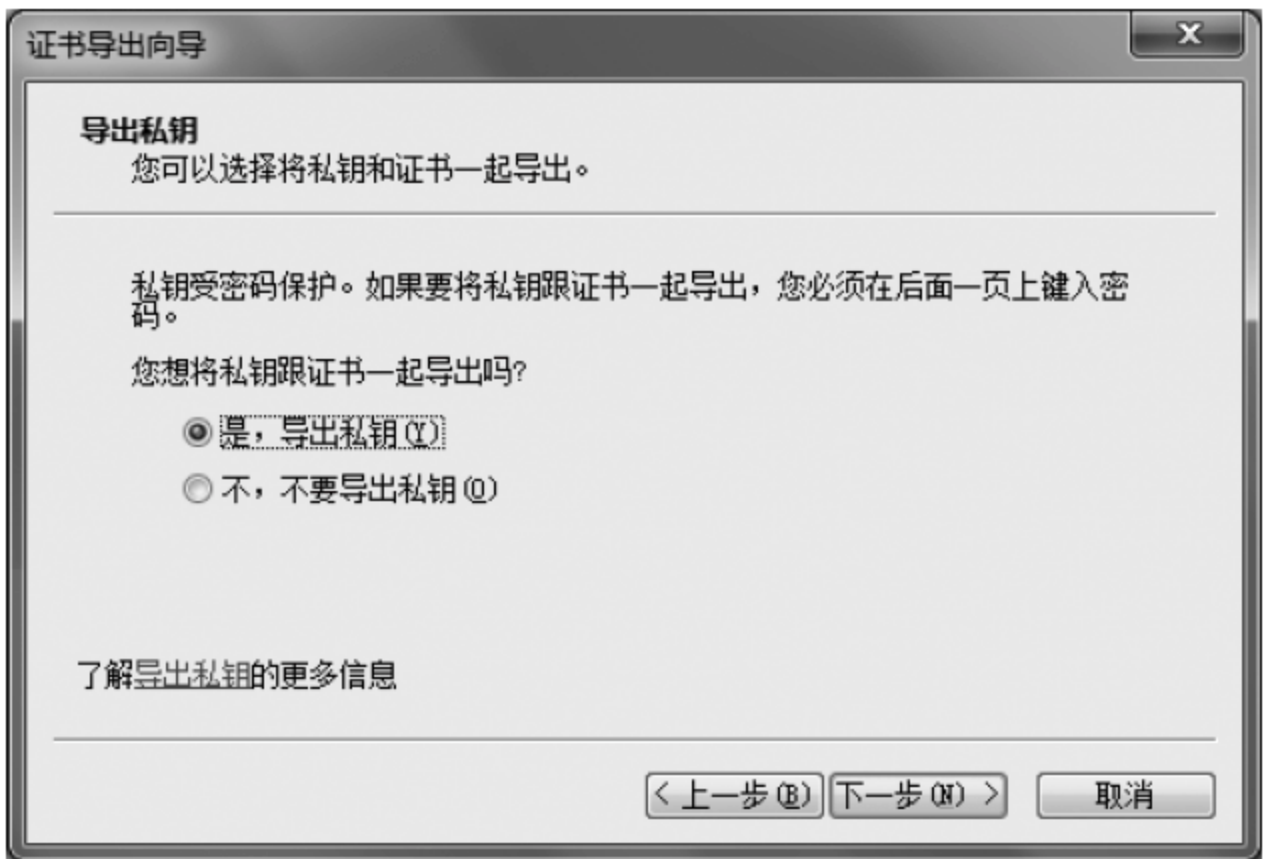 证书导出向导
导出私钥
您可以选择将私钥和证书一起导出。
私钥受密码保护。如果要将私钥跟证书一起导出，您必须在后面一页上键入密
码。
您想将私钥跟证书一起导出吗?
是，导出私钥(Y)
不，不要导出私钥(O)
了解导出私钥的更多信息
< 上一步(B) 下一步(N) > 取消